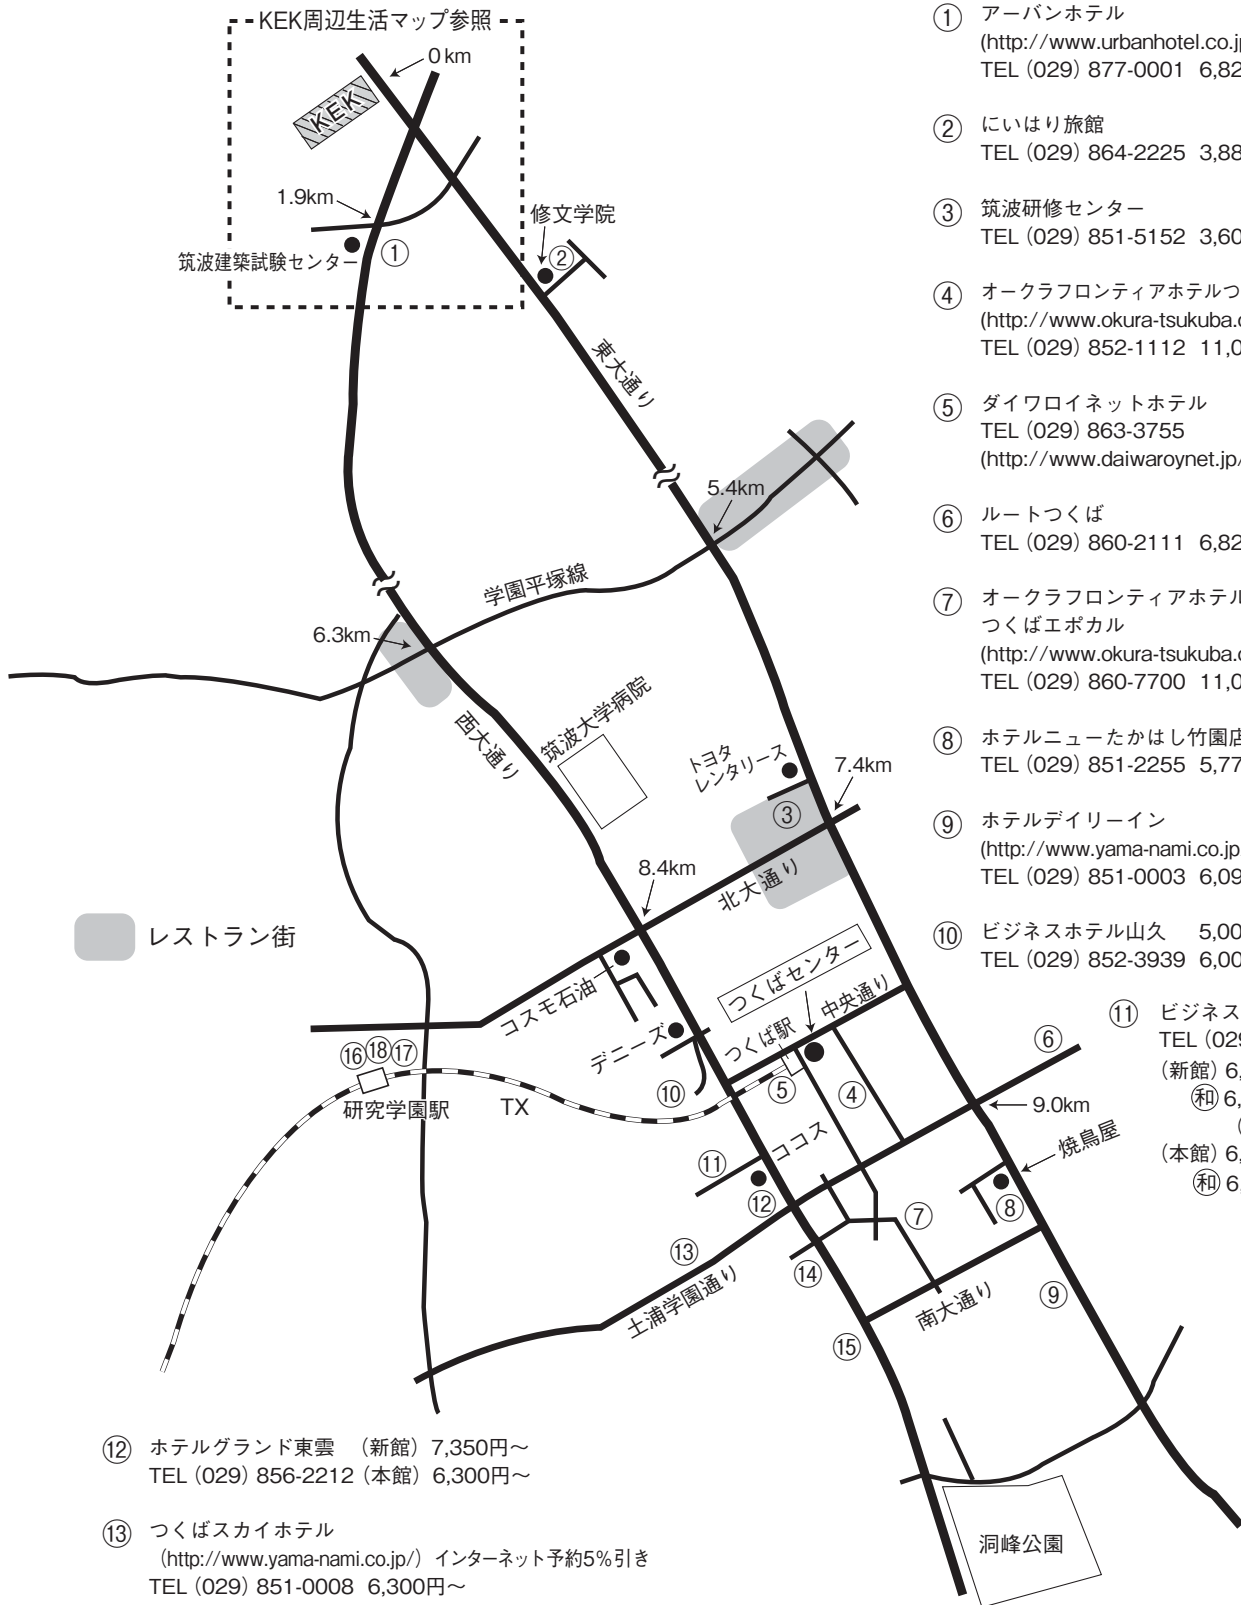 KEK周辺生活マップ参照
0km
KEK
1.9km
筑波建築試験センター
①
修文学院
②
東大通り
5.4km
学園平塚線
6.3km
西大通り
筑波大学病院
トヨタ
レンタリース
7.4km
③
8.4km
北大通り
レストラン街
コスモ石油
つくばセンター
中央通り
つくば駅
デニーズ
⑯⑱⑰
研究学園駅
TX
⑩
⑤
④
⑥
9.0km
ココス
焼鳥屋
⑪
⑫
⑧
⑦
⑬
⑭
土浦学園通り
⑨
南大通り
⑮
洞峰公園
① アーバンホテル
(http://www.urbanhotel.co.jp
TEL (029) 877-0001 6,82
② にいはり旅館
TEL (029) 864-2225 3,88
③ 筑波研修センター
TEL (029) 851-5152 3,60
④ オークラフロンティアホテルつ
(http://www.okura-tsukuba.c
TEL (029) 852-1112 11,0
⑤ ダイワロイネットホテル
TEL (029) 863-3755
(http://www.daiwaroynet.jp/
⑥ ルートつくば
TEL (029) 860-2111 6,82
⑦ オークラフロンティアホテル
つくばエポカル
(http://www.okura-tsukuba.c
TEL (029) 860-7700 11,0
⑧ ホテルニューたかはし竹園店
TEL (029) 851-2255 5,77
⑨ ホテルデイリーイン
(http://www.yama-nami.co.jp
TEL (029) 851-0003 6,09
⑩ ビジネスホテル山久 5,00
TEL (029) 852-3939 6,00
⑪ ビジネス
TEL (029
(新館) 6,
㊓ 6,
(
(本館) 6,
㊓ 6,
⑫ ホテルグランド東雲 (新館) 7,350円〜
TEL (029) 856-2212 (本館) 6,300円〜
⑬ つくばスカイホテル
(http://www.yama-nami.co.jp/) インターネット予約5%引き
TEL (029) 851-0008 6,300円〜